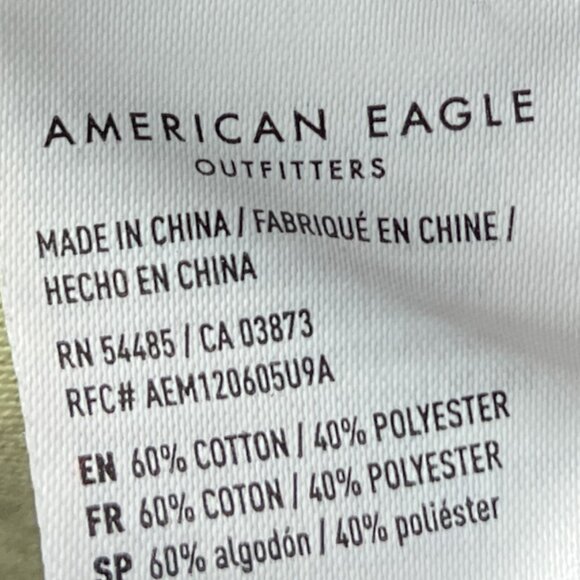 AMERICAN EAGLE
OUTFITTERS
MADE IN CHINA / FABRIQUÉ EN CHINE /
HECHO EN CHINA
RN 54485 / CA 03873
RFC# AEM120605U9A
EN 60% COTTON / 40% POLYESTER
FR 60% COTON / 40% POLYESTER
SP 60% algodón / 40% poliéster